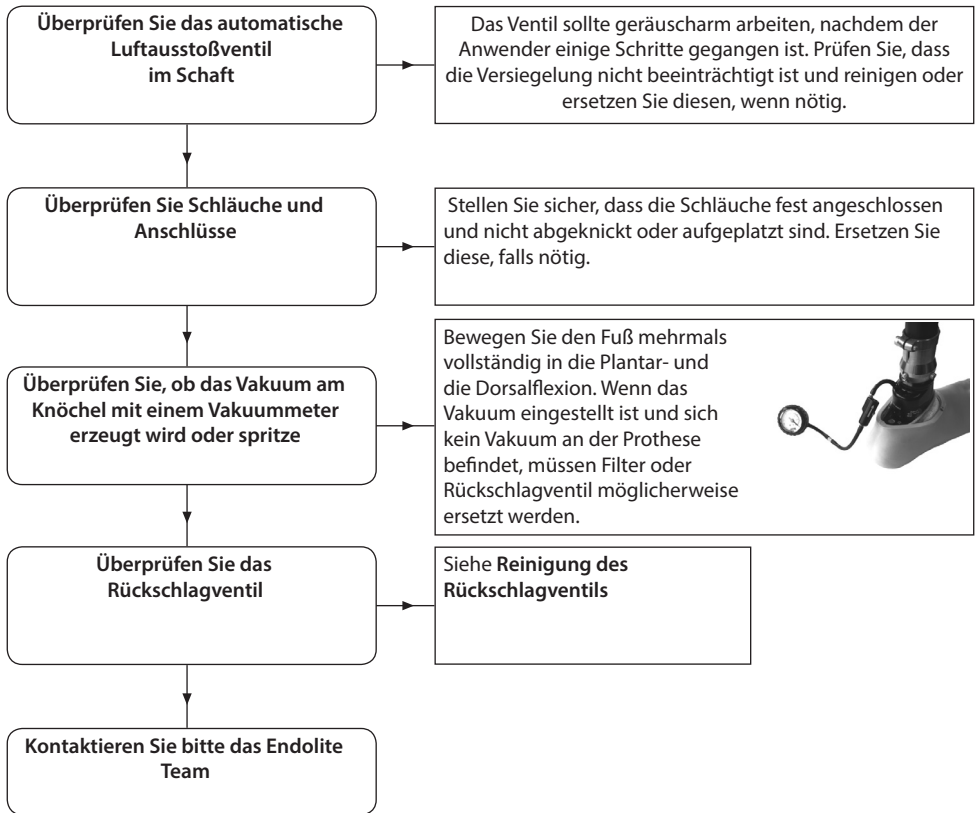 Überprüfen Sie das automatische
Luftausstoßventil
im Schaft
Das Ventil sollte geräuscharm arbeiten, nachdem der
Anwender einige Schritte gegangen ist. Prüfen Sie, dass
die Versiegelung nicht beeinträchtigt ist und reinigen oder
ersetzen Sie diesen, wenn nötig.
Überprüfen Sie Schläuche und
Anschlüsse
Stellen Sie sicher, dass die Schläuche fest angeschlossen
und nicht abgeknickt oder aufgeplatzt sind. Ersetzen Sie
diese, falls nötig.
Überprüfen Sie, ob das Vakuum am
Knöchel mit einem Vakuummeter
erzeugt wird oder spritze
Bewegen Sie den Fuß mehrmals
vollständig in die Plantar- und
die Dorsalflexion. Wenn das
Vakuum eingestellt ist und sich
kein Vakuum an der Prothese
befindet, müssen Filter oder
Rückschlagventil möglicherweise
ersetzt werden.
Überprüfen Sie das
Rückschlagventil
Siehe Reinigung des
Rückschlagventils
Kontaktieren Sie bitte das Endolite
Team